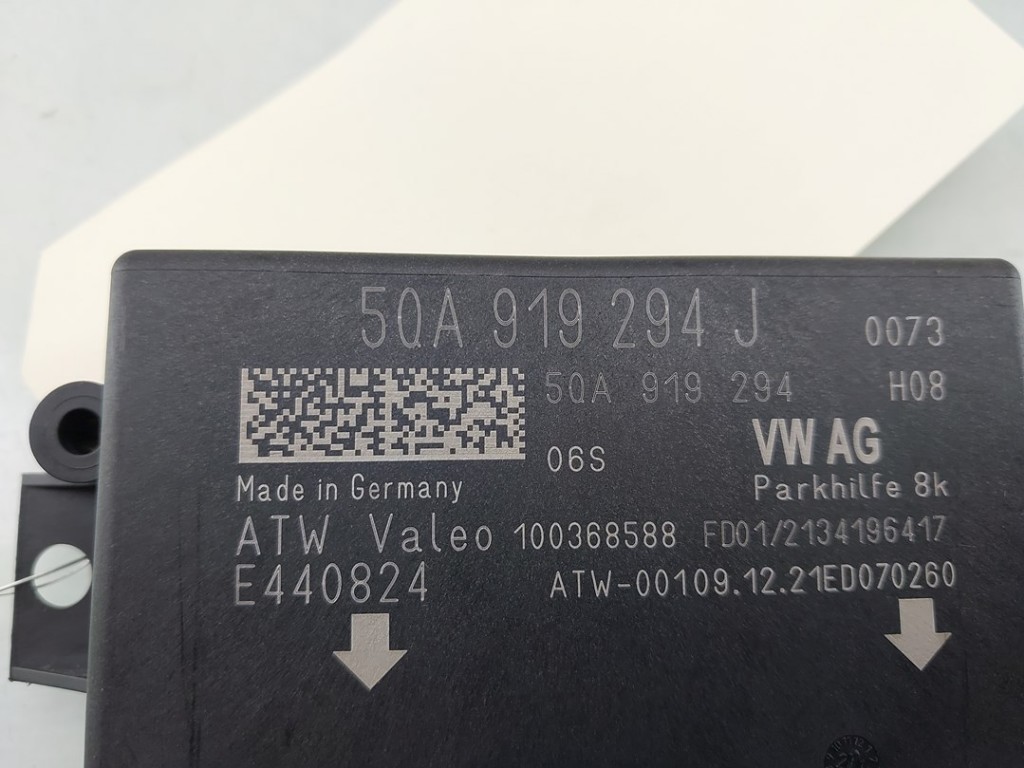 5QA 919 294 J 0073
5QA 919 294 H08
06S VW AG
Made in Germany Parkhilfe 8k
ATW Valeo 100368588 FD01/2134196417
E440824 ATW-00109.12.21ED070260